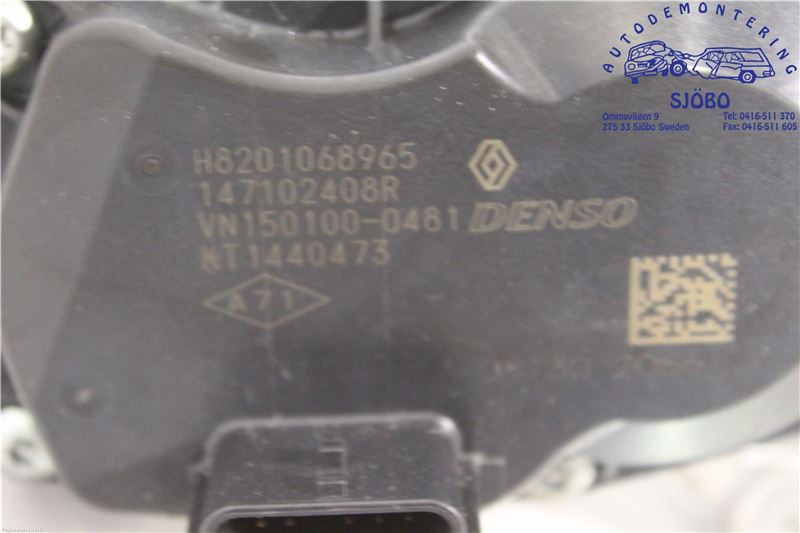 AUTODEMONTERING
SJÖBO
Ommavägen 9
275 33 Sjöbo Sweden
Tel: 0416-511 370
Fax: 0416-511 605
H8201068965
147102408R
VN150100-0481
DENSO
NT1440473
A71